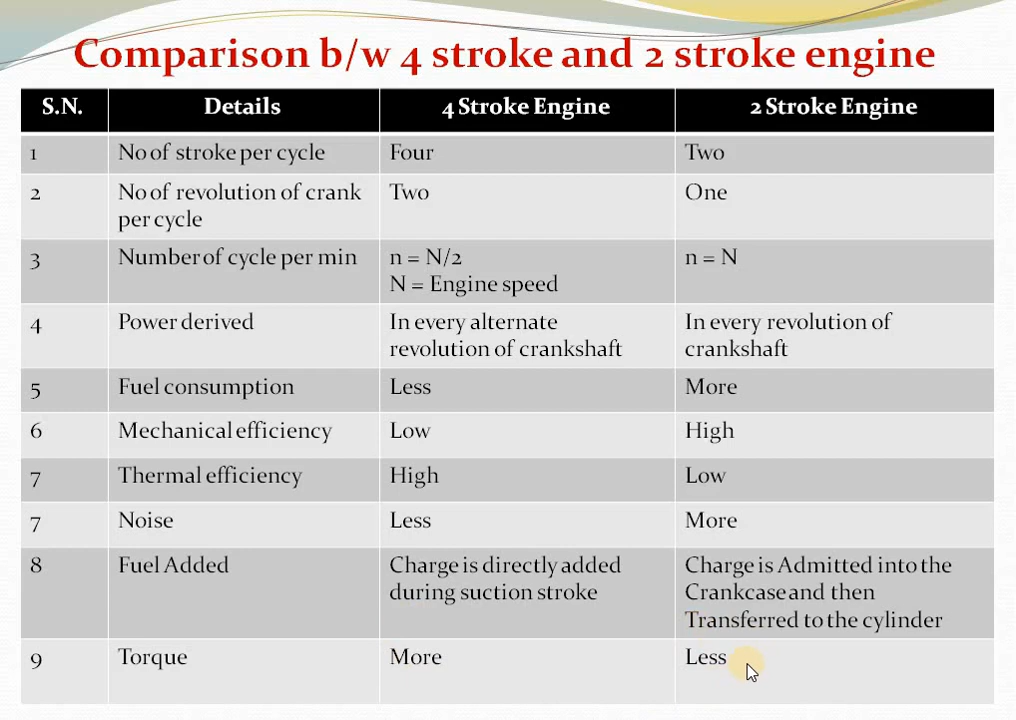 Comparison b/w 4 stroke and 2 stroke engine
S.N. Details 4 Stroke Engine 2 Stroke Engine
1 No of stroke per cycle Four Two
2 No of revolution of crank per cycle Two One
3 Number of cycle per min n = N/2 N = Engine speed n = N
4 Power derived In every alternate revolution of crankshaft In every revolution of crankshaft
5 Fuel consumption Less More
6 Mechanical efficiency Low High
7 Thermal efficiency High Low
7 Noise Less More
8 Fuel Added Charge is directly added during suction stroke Charge is Admitted into the Crankcase and then Transferred to the cylinder
9 Torque More Less